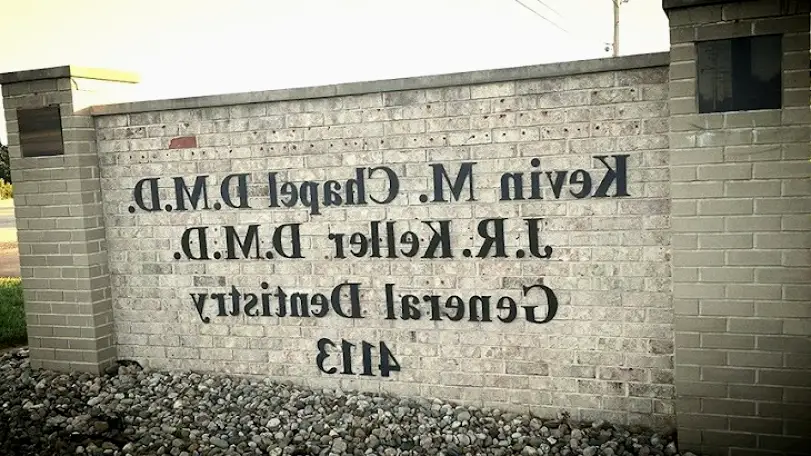 Kevin M. Chapel D.M.D.
J.R. Keller D.M.D.
General Dentistry
4113